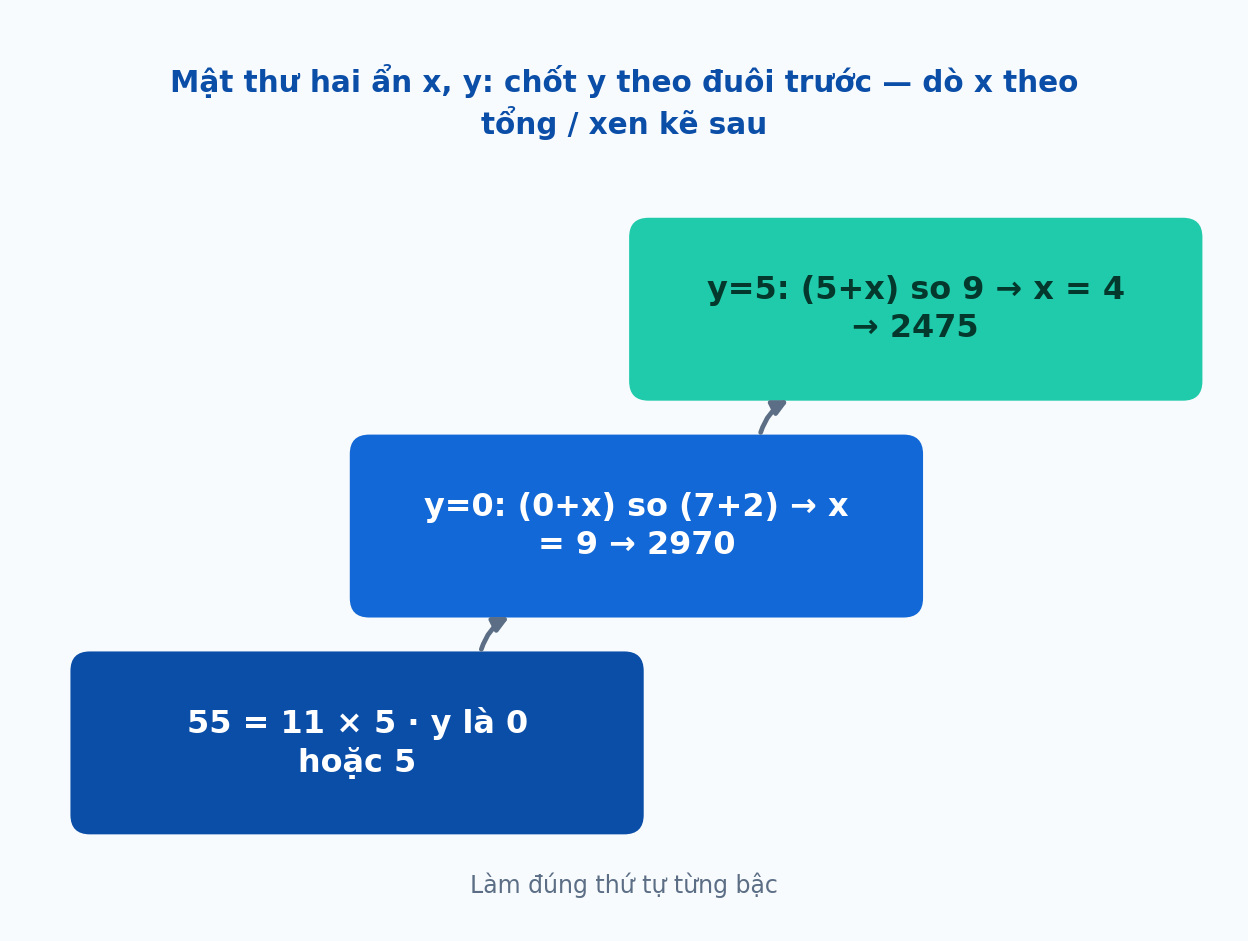 Mật thư hai ẩn x, y: chốt y theo đuôi trước — dò x theo
tổng / xen kẽ sau
y=5: (5+x) so 9 → x = 4
→ 2475
y=0: (0+x) so (7+2) → x
= 9 → 2970
55 = 11 × 5 · y là 0
hoặc 5
Làm đúng thứ tự từng bậc